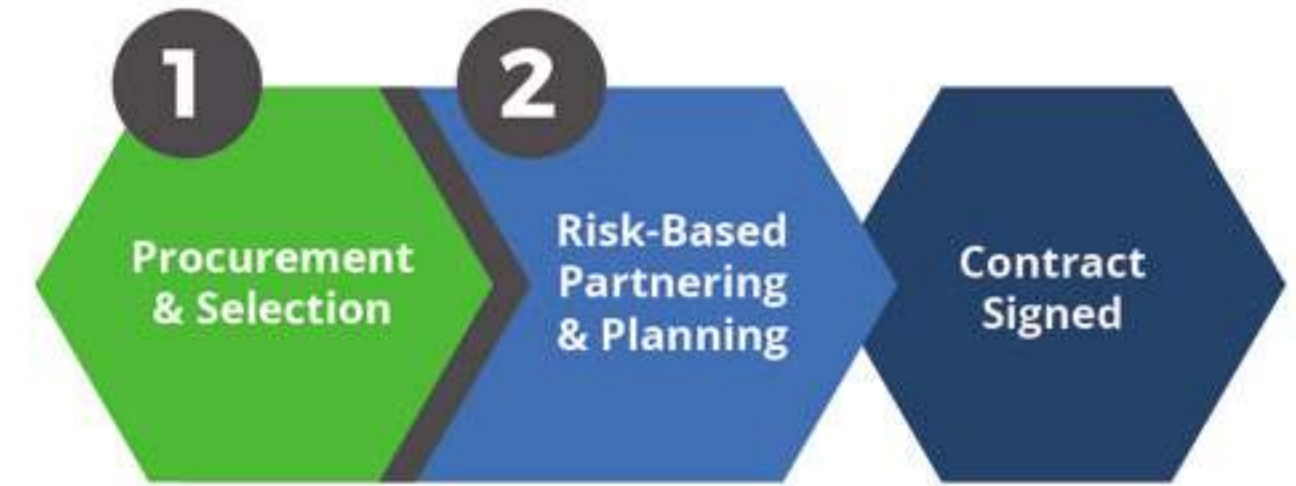 1
Procurement
& Selection
2
Risk-Based
Partnering
& Planning
Contract
Signed